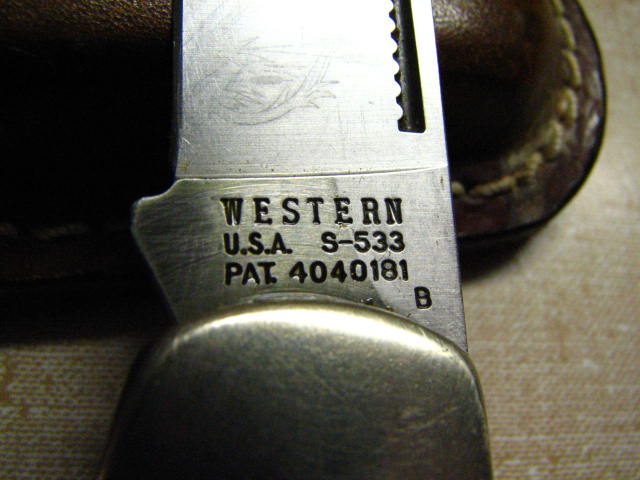 WESTERN
U.S.A. S-533
PAT. 4040181
B